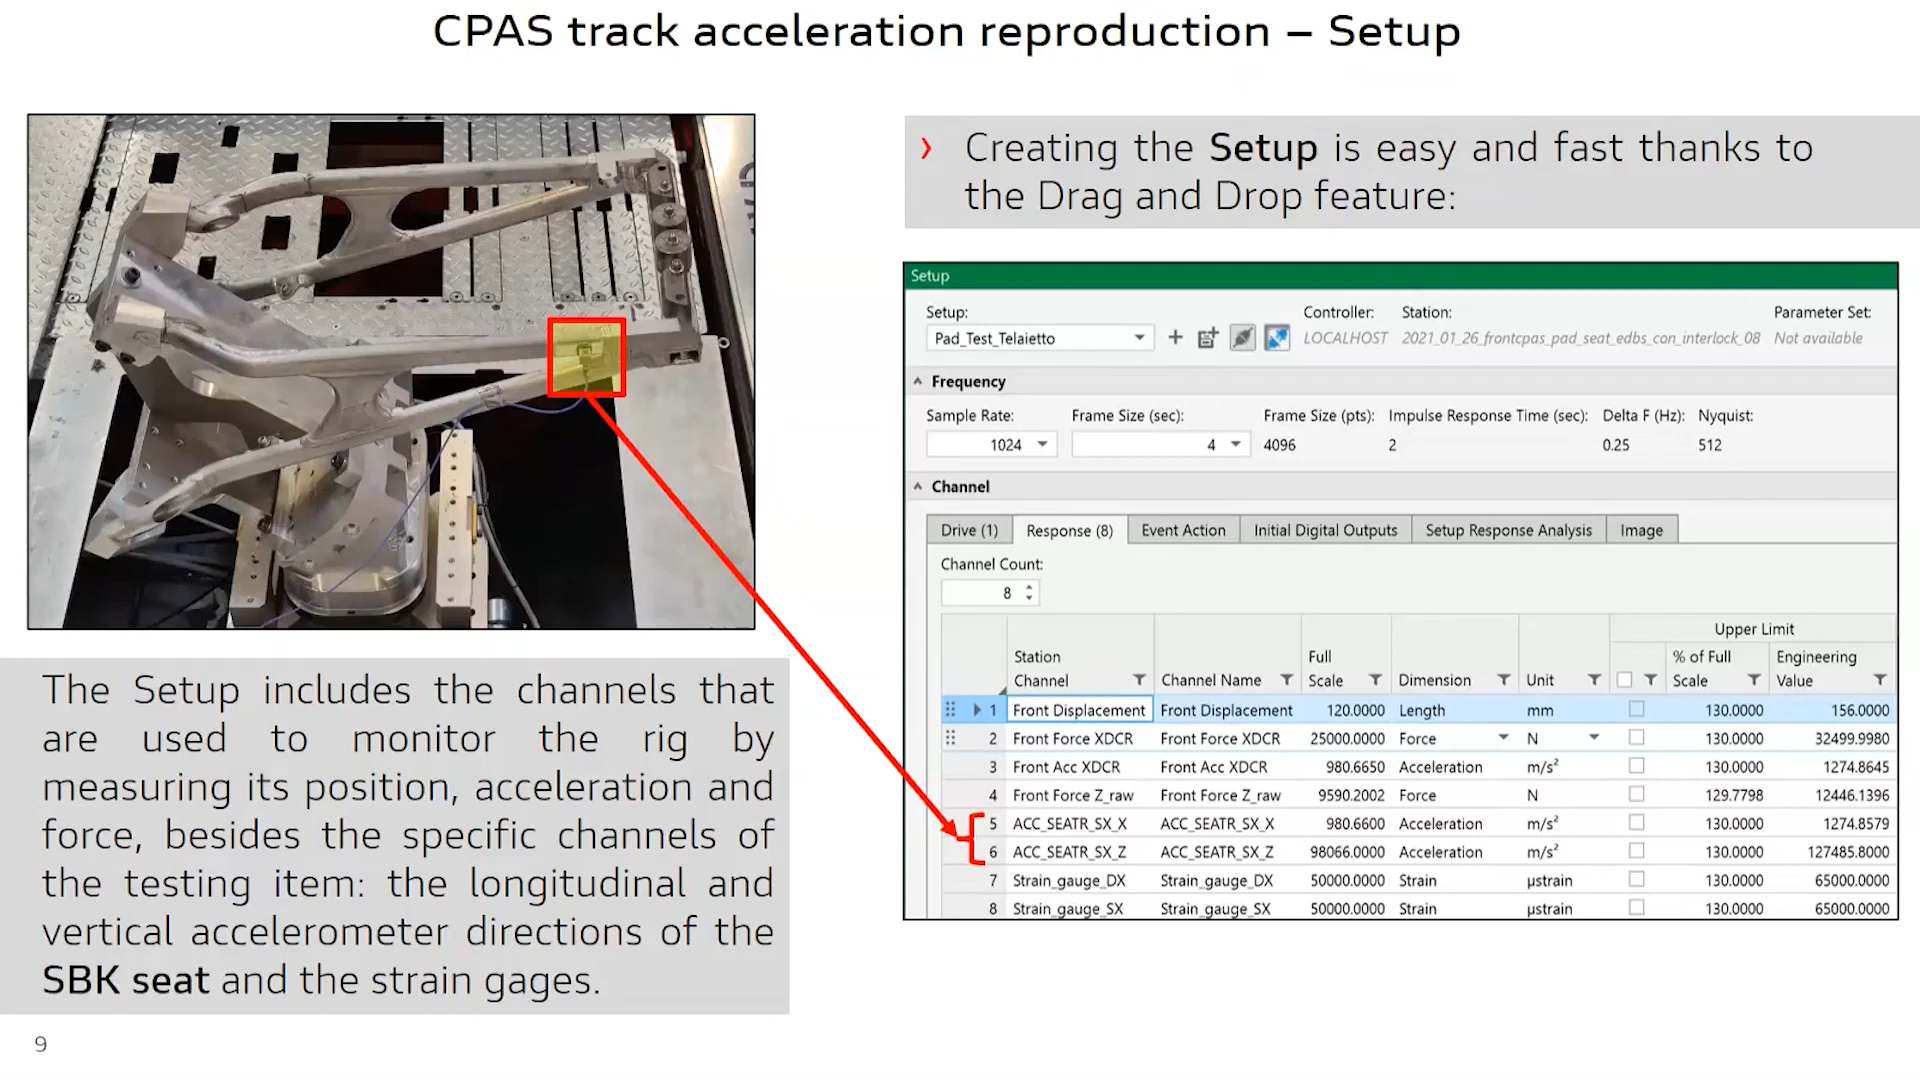 CPAS track acceleration reproduction – Setup
› Creating the Setup is easy and fast thanks to
the Drag and Drop feature:
The Setup includes the channels that
are used to monitor the rig by
measuring its position, acceleration and
force, besides the specific channels of
the testing item: the longitudinal and
vertical accelerometer directions of the
SBK seat and the strain gages.
Setup
Setup: Controller: Station: Parameter Set:
Pad_Test_Telaietto LOCALHOST 2021_01_26_frontcpas_pad_seat_edbs_con_interlock_08 Not available
Frequency
Sample Rate: Frame Size (sec): Frame Size (pts): Impulse Response Time (sec): Delta F (Hz): Nyquist:
1024 4 4096 2 0.25 512
Channel
Drive (1) Response (8) Event Action Initial Digital Outputs Setup Response Analysis Image
Channel Count:
8
Upper Limit
Station Full % of Full Engineering
Channel Channel Name Scale Dimension Unit Scale Value
1 Front Displacement Front Displacement 120.0000 Length mm 130.0000 156.0000
2 Front Force XDCR Front Force XDCR 25000.0000 Force N 130.0000 32499.9980
3 Front Acc XDCR Front Acc XDCR 980.6650 Acceleration m/s² 130.0000 1274.8645
4 Front Force Z_raw Front Force Z_raw 9590.2002 Force N 129.7798 12446.1396
5 ACC_SEATR_SX_X ACC_SEATR_SX_X 980.6600 Acceleration m/s² 130.0000 1274.8579
6 ACC_SEATR_SX_Z ACC_SEATR_SX_Z 98066.0000 Acceleration m/s² 130.0000 127485.8000
7 Strain_gauge_DX Strain_gauge_DX 50000.0000 Strain µstrain 130.0000 65000.0000
8 Strain_gauge_SX Strain_gauge_SX 50000.0000 Strain µstrain 130.0000 65000.0000
9